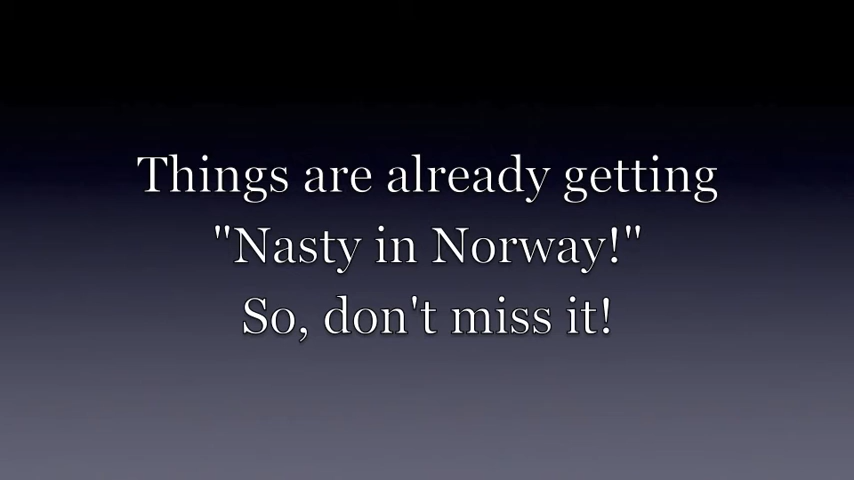 Things are already getting
"Nasty in Norway!"
So, don't miss it!